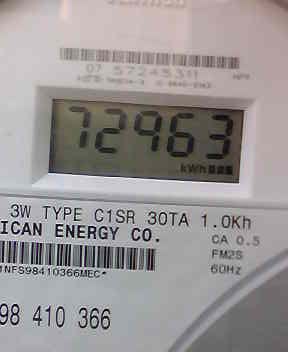 07 57245311
72963
kWh
3W TYPE C1SR 30TA 1.0Kh
ICAN ENERGY CO.
CA 0.5
FM2S
60Hz
1NFS98410366MEC*
98 410 366